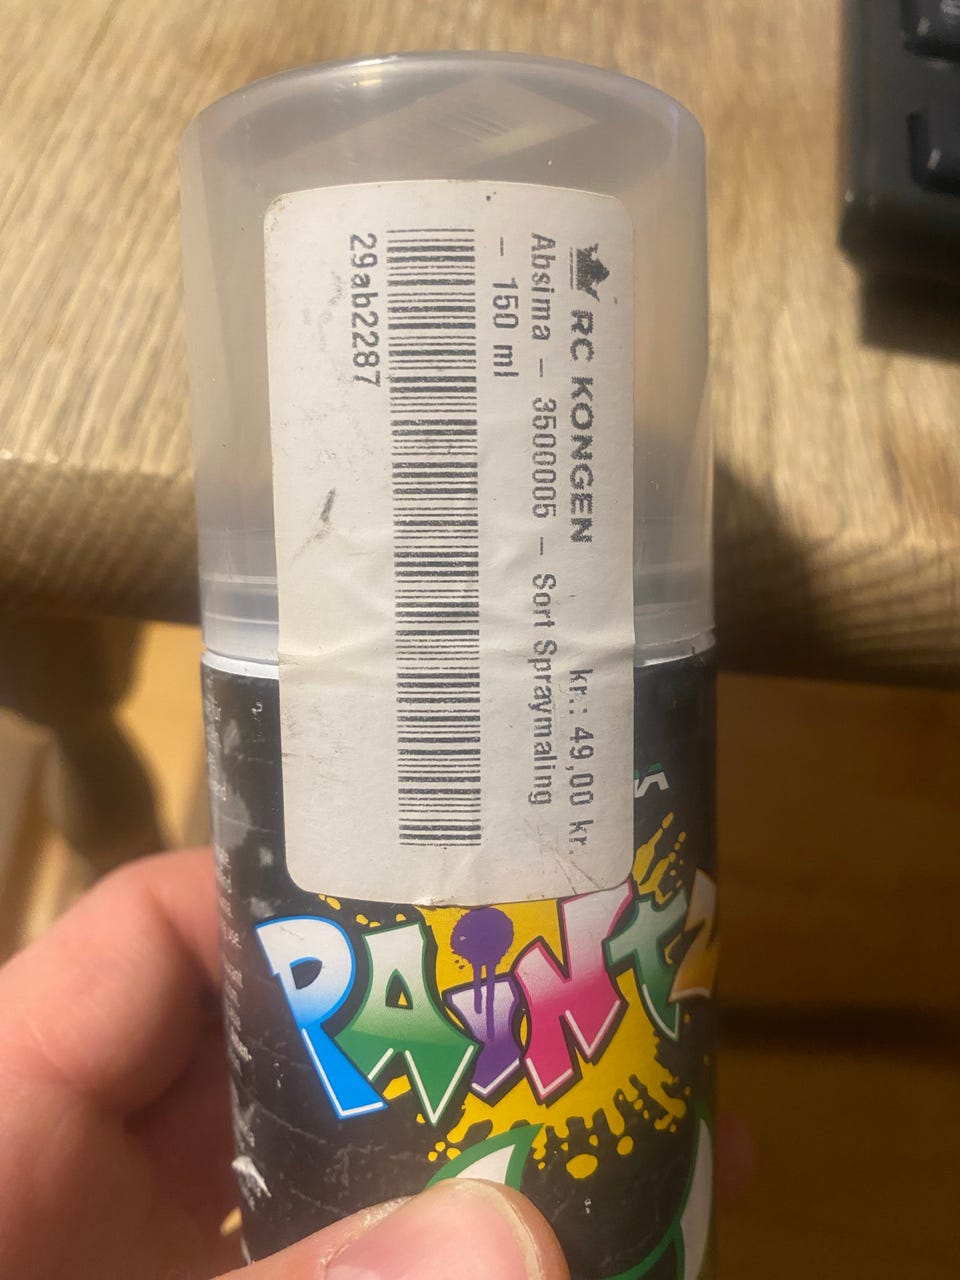 RC KONGEN kr.: 49,00 kr.
Absima - 3500005 - Sort Spraymaling
- 150 ml
29ab2287
PAINTZ